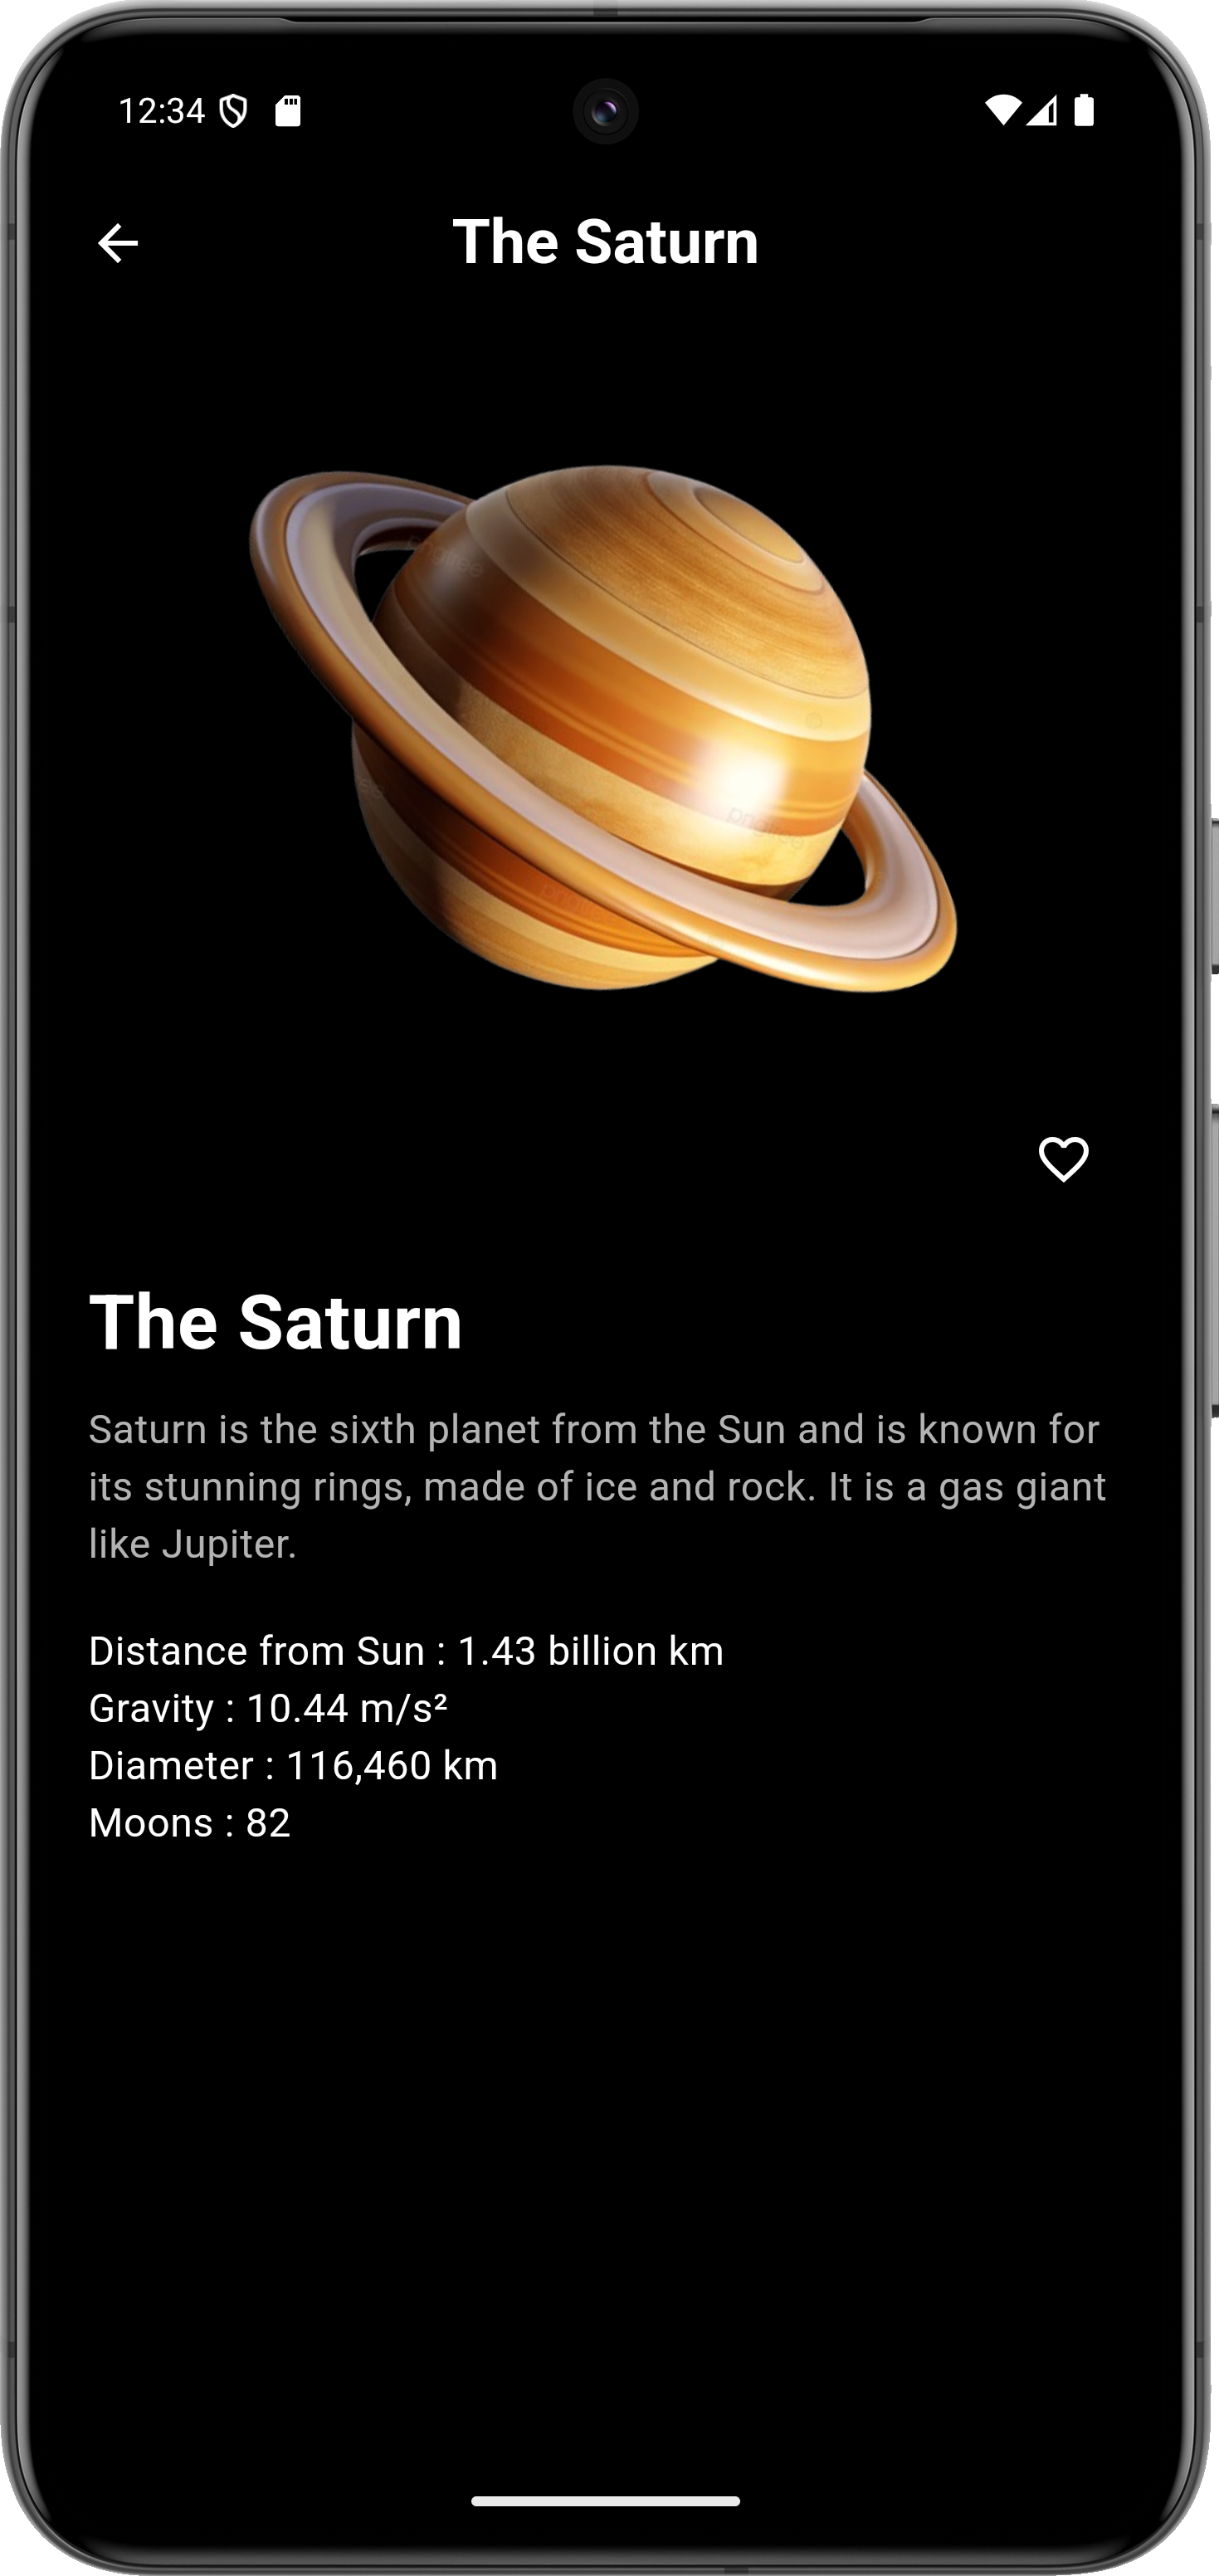 12:34
The Saturn
pngtree
pngtree
The Saturn
Saturn is the sixth planet from the Sun and is known for
its stunning rings, made of ice and rock. It is a gas giant
like Jupiter.
Distance from Sun : 1.43 billion km
Gravity : 10.44 m/s²
Diameter : 116,460 km
Moons : 82